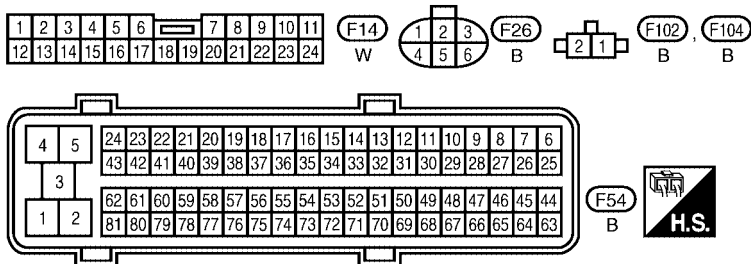 1 2 3 4 5 6 7 8 9 10 11
12 13 14 15 16 17 18 19 20 21 22 23 24
F14
W
1 2 3
4 5 6
F26
B
2 1
F102 , F104
B B
4 5
3
1 2
24 23 22 21 20 19 18 17 16 15 14 13 12 11 10 9 8 7 6
43 42 41 40 39 38 37 36 35 34 33 32 31 30 29 28 27 26 25
62 61 60 59 58 57 56 55 54 53 52 51 50 49 48 47 46 45 44
81 80 79 78 77 76 75 74 73 72 71 70 69 68 67 66 65 64 63
F54
B
H.S.